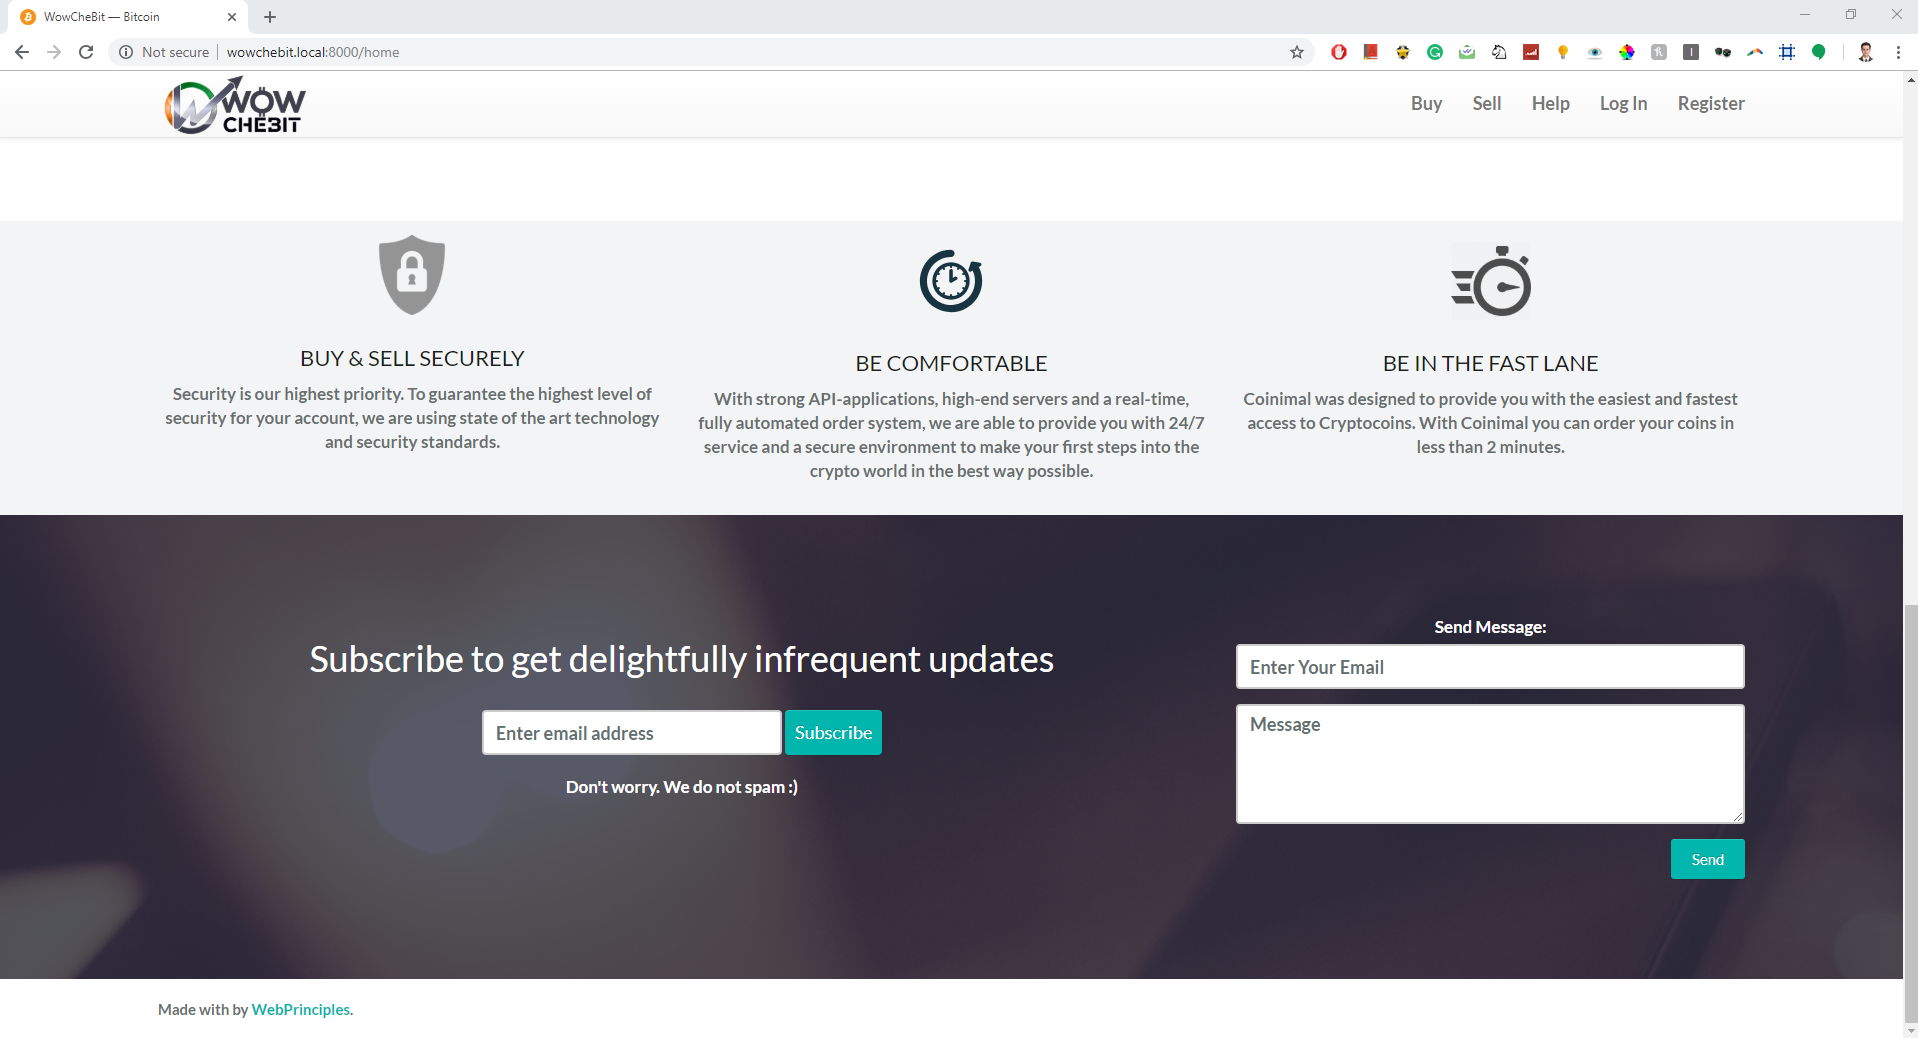 WowCheBit — Bitcoin
Not secure | wowchebit.local:8000/home
WOW
CHEBIT
Buy Sell Help Log In Register
BUY & SELL SECURELY
Security is our highest priority. To guarantee the highest level of
security for your account, we are using state of the art technology
and security standards.
BE COMFORTABLE
With strong API-applications, high-end servers and a real-time,
fully automated order system, we are able to provide you with 24/7
service and a secure environment to make your first steps into the
crypto world in the best way possible.
BE IN THE FAST LANE
Coinimal was designed to provide you with the easiest and fastest
access to Cryptocoins. With Coinimal you can order your coins in
less than 2 minutes.
Subscribe to get delightfully infrequent updates
Enter email address
Subscribe
Don't worry. We do not spam :)
Send Message:
Enter Your Email
Message
Send
Made with by WebPrinciples.